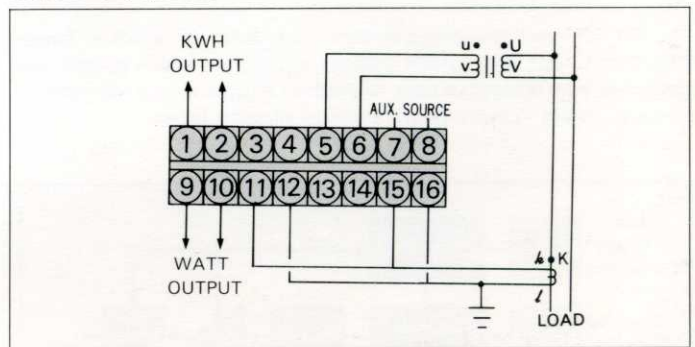 KWH
OUTPUT
u U
v V
AUX. SOURCE
1 2 3 4 5 6 7 8
9 10 11 12 13 14 15 16
WATT
OUTPUT
k K
l
LOAD